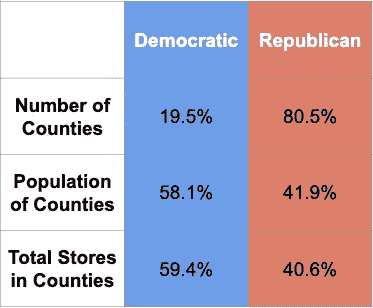 Democratic Republican
Number of
Counties 19.5% 80.5%
Population
of Counties 58.1% 41.9%
Total Stores
in Counties 59.4% 40.6%